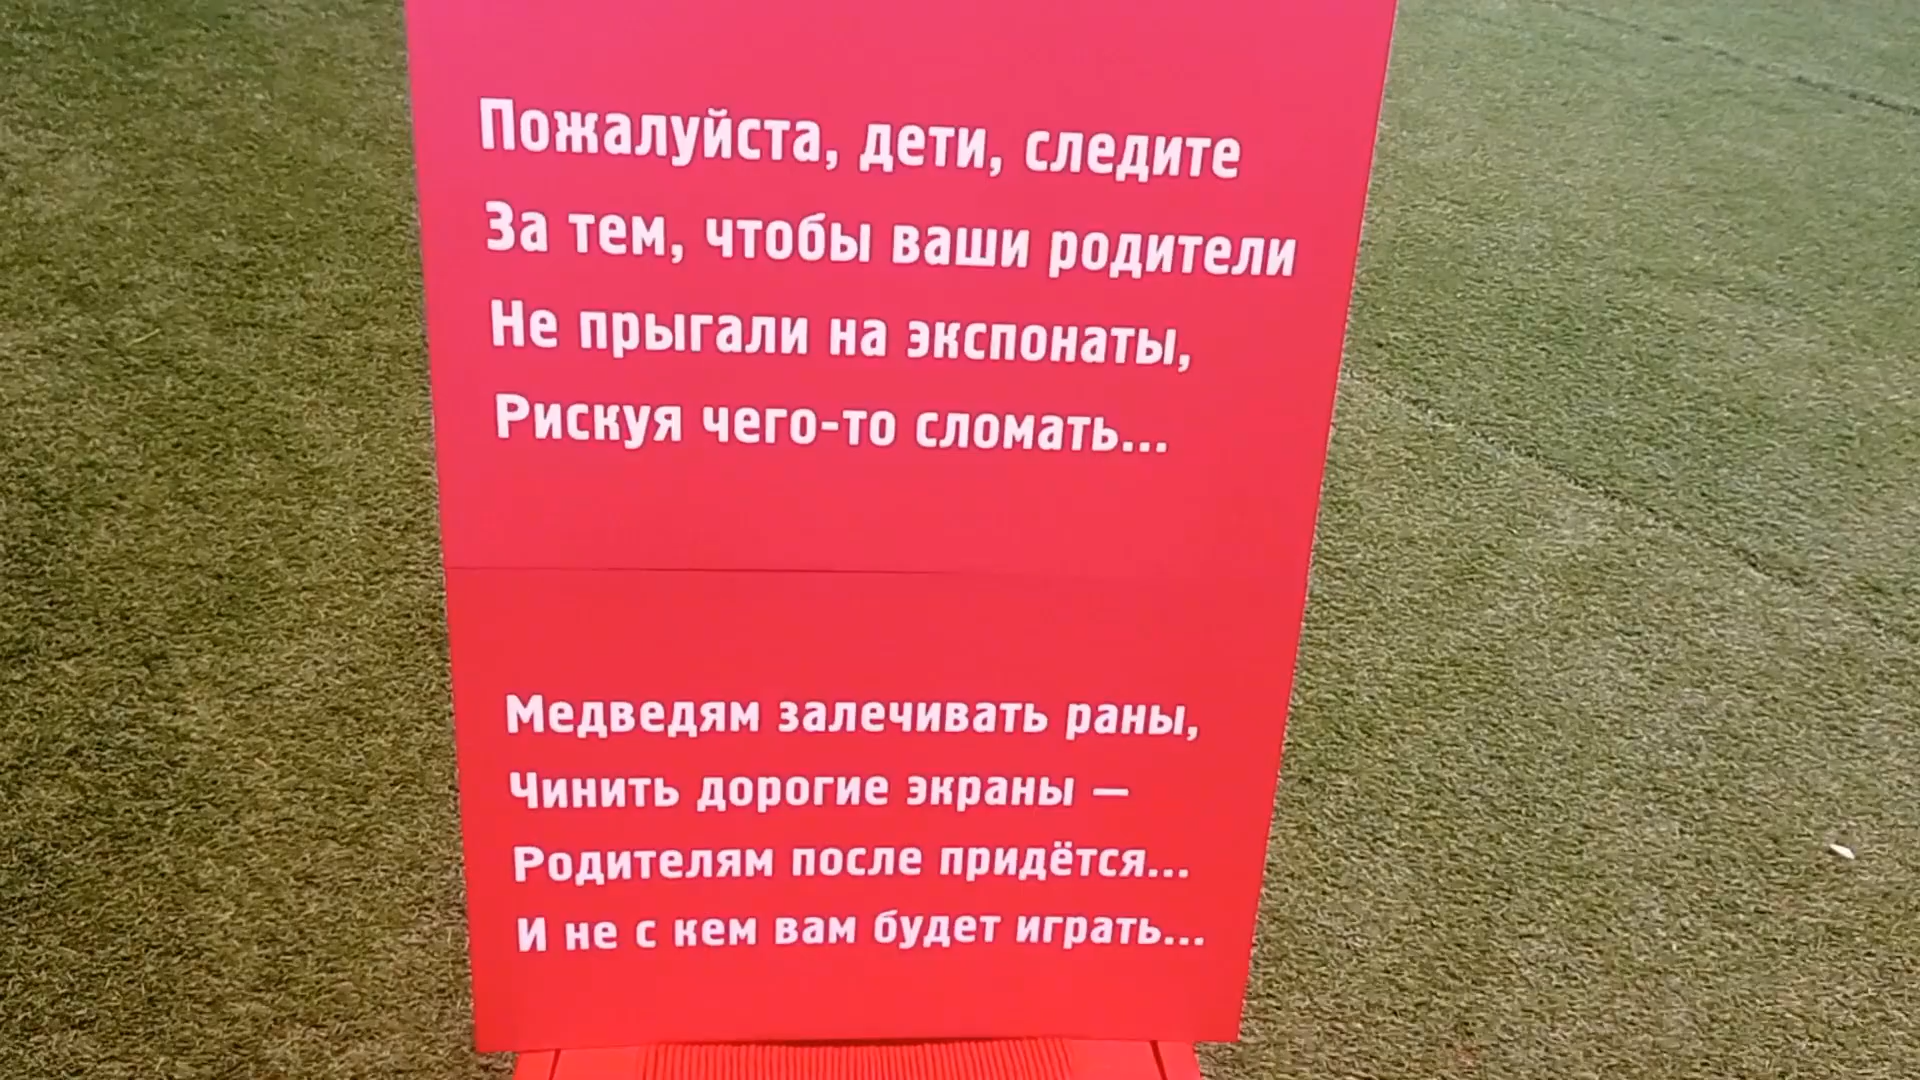 Пожалуйста, дети, следите
За тем, чтобы ваши родители
Не прыгали на экспонаты,
Рискуя чего-то сломать...
Медведям залечивать раны,
Чинить дорогие экраны —
Родителям после придётся...
И не с кем вам будет играть...